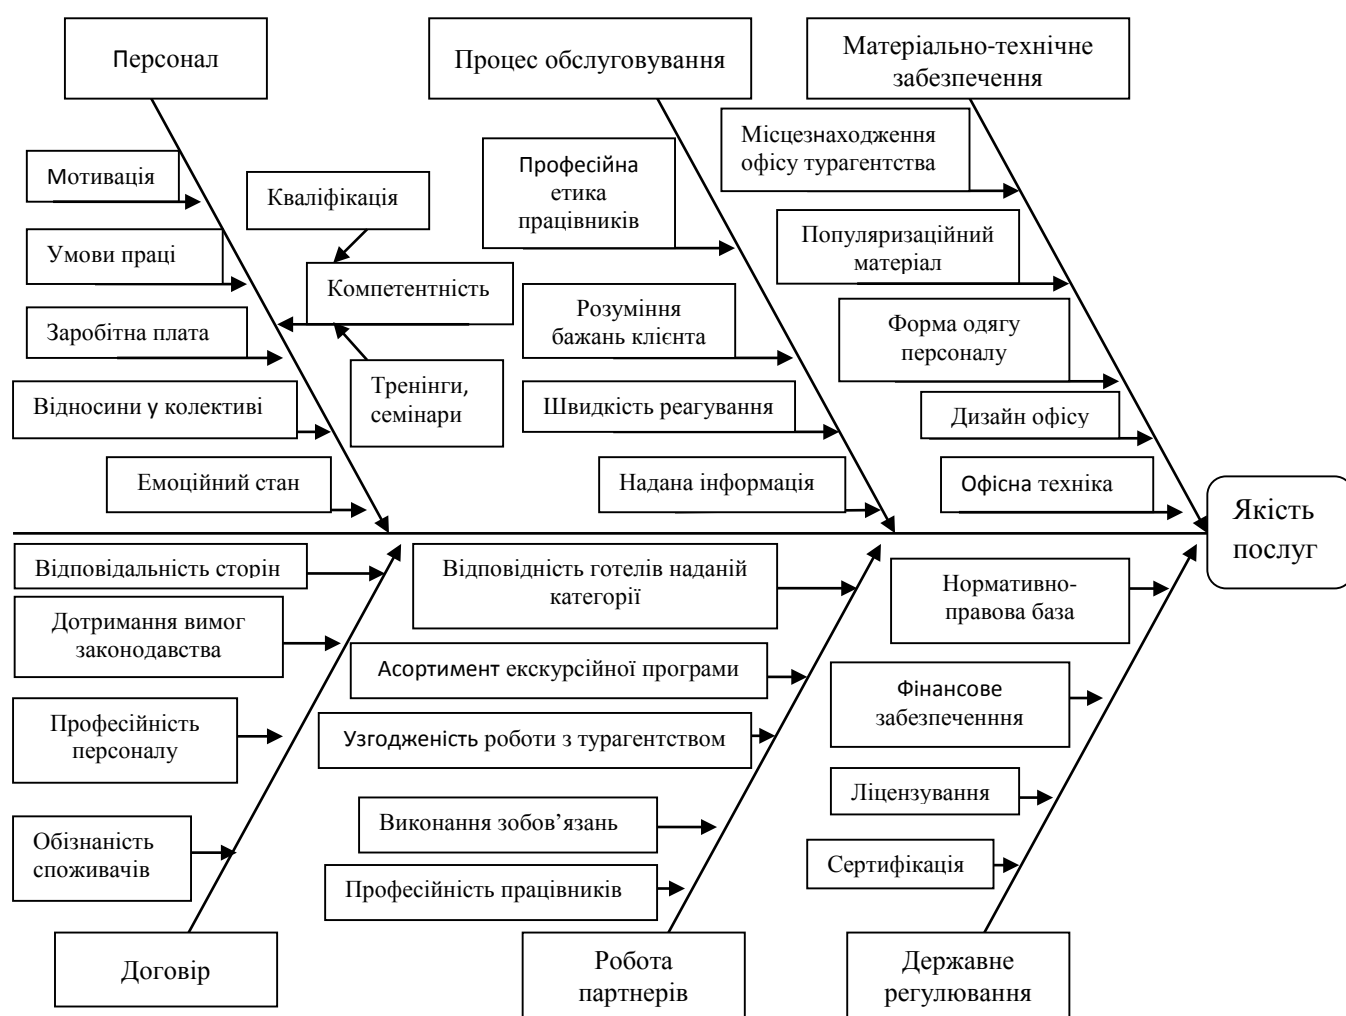 Персонал
Процес обслуговування
Матеріально-технічне
забезпечення
Мотивація
Умови праці
Заробітна плата
Відносини у колективі
Емоційний стан
Кваліфікація
Компетентність
Тренінги,
семінари
Професійна
етика
працівників
Розуміння
бажань клієнта
Швидкість реагування
Надана інформація
Місцезнаходження
офісу турагентства
Популяризаційний
матеріал
Форма одягу
персоналу
Дизайн офісу
Офісна техніка
Якість
послуг
Відповідальність сторін
Дотримання вимог
законодавства
Професійність
персоналу
Обізнаність
споживачів
Договір
Відповідність готелів наданій
категорії
Асортимент екскурсійної програми
Узгодженість роботи з турагентством
Виконання зобов’язань
Професійність працівників
Робота
партнерів
Нормативно-
правова база
Фінансове
забезпеченння
Ліцензування
Сертифікація
Державне
регулювання